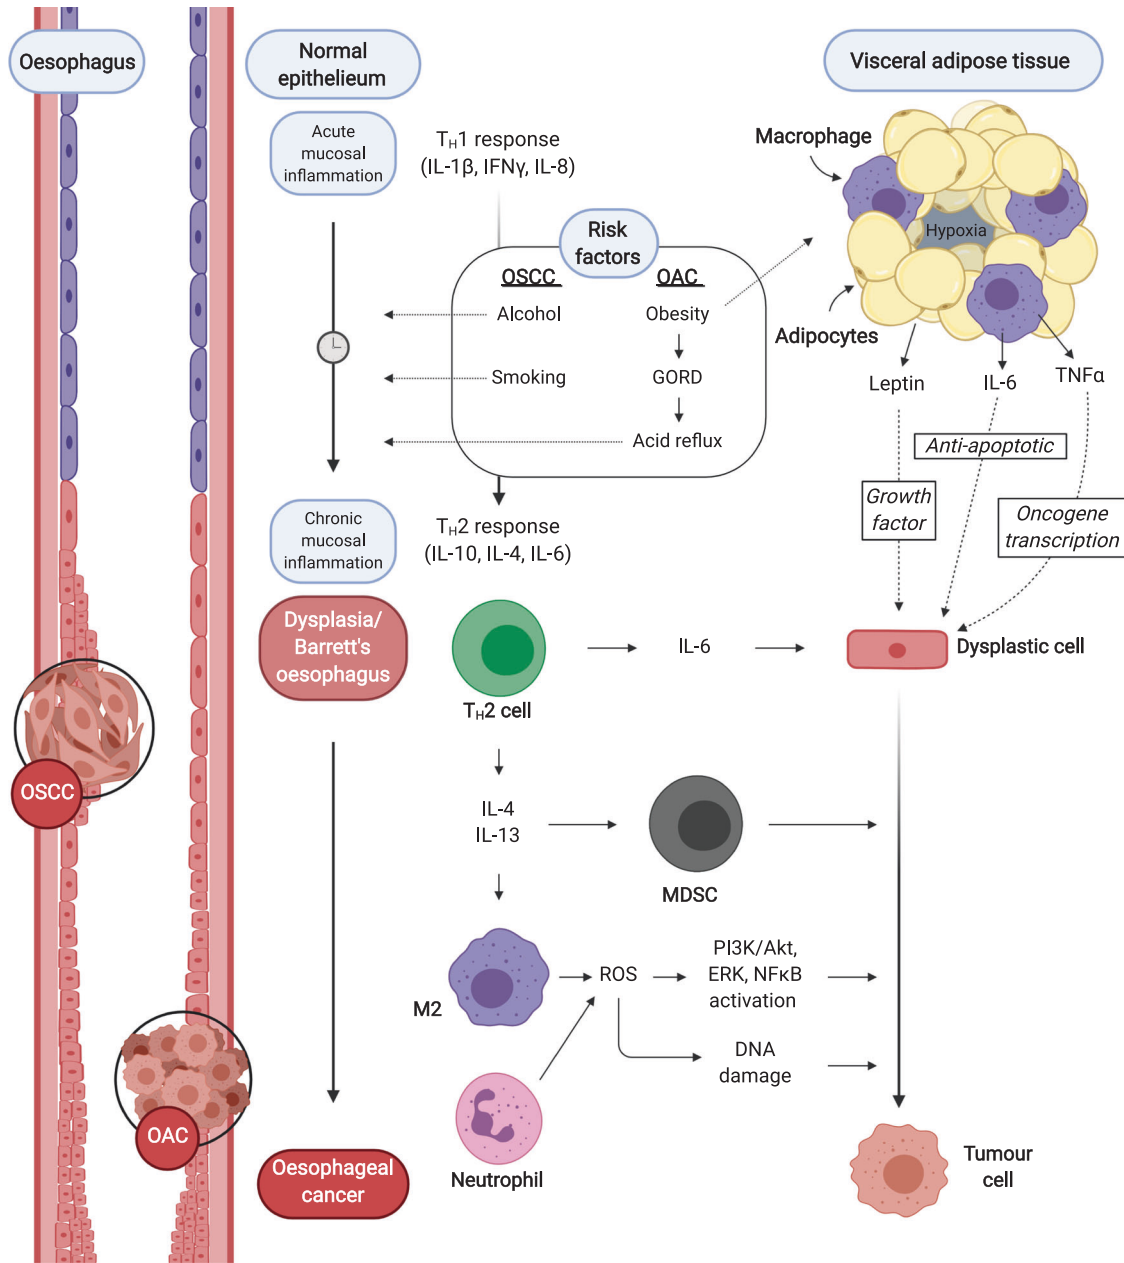 Oesophagus
Normal
epithelieum
Visceral adipose tissue
Acute
mucosal
inflammation
TH1 response
(IL-1β, IFNγ, IL-8)
Macrophage
Hypoxia
Adipocytes
Risk
factors
OSCC
OAC
Alcohol
Obesity
Smoking
GORD
Acid reflux
Leptin
IL-6
TNFα
Anti-apoptotic
Growth
factor
Oncogene
transcription
Chronic
mucosal
inflammation
TH2 response
(IL-10, IL-4, IL-6)
Dysplasia/
Barrett's
oesophagus
TH2 cell
IL-6
Dysplastic cell
OSCC
IL-4
IL-13
MDSC
M2
ROS
PI3K/Akt,
ERK, NFκB
activation
DNA
damage
OAC
Neutrophil
Oesophageal
cancer
Tumour
cell